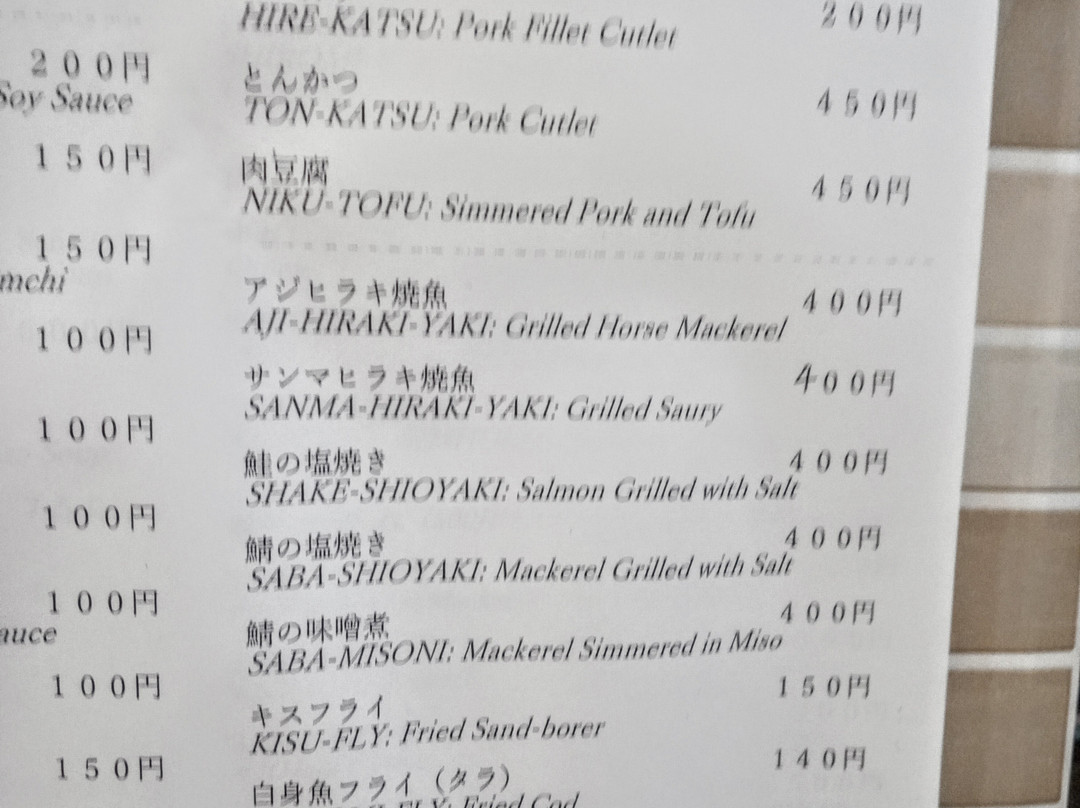 200円
Soy Sauce
150円
150円
mchi
100円
100円
100円
100円
auce
100円
150円
HIRE-KATSU: Pork Fillet Cutlet 200円
とんかつ
TON-KATSU: Pork Cutlet 450円
肉豆腐
NIKU-TOFU: Simmered Pork and Tofu 450円
アジヒラキ焼魚 400円
AJI-HIRAKI-YAKI: Grilled Horse Mackerel
サンマヒラキ焼魚 400円
SANMA-HIRAKI-YAKI: Grilled Saury
鮭の塩焼き 400円
SHAKE-SHIOYAKI: Salmon Grilled with Salt
鯖の塩焼き 400円
SABA-SHIOYAKI: Mackerel Grilled with Salt
鯖の味噌煮 400円
SABA-MISONI: Mackerel Simmered in Miso
キスフライ 150円
KISU-FLY: Fried Sand-borer
白身魚フライ（タラ） 140円
FLY: Fried Cod